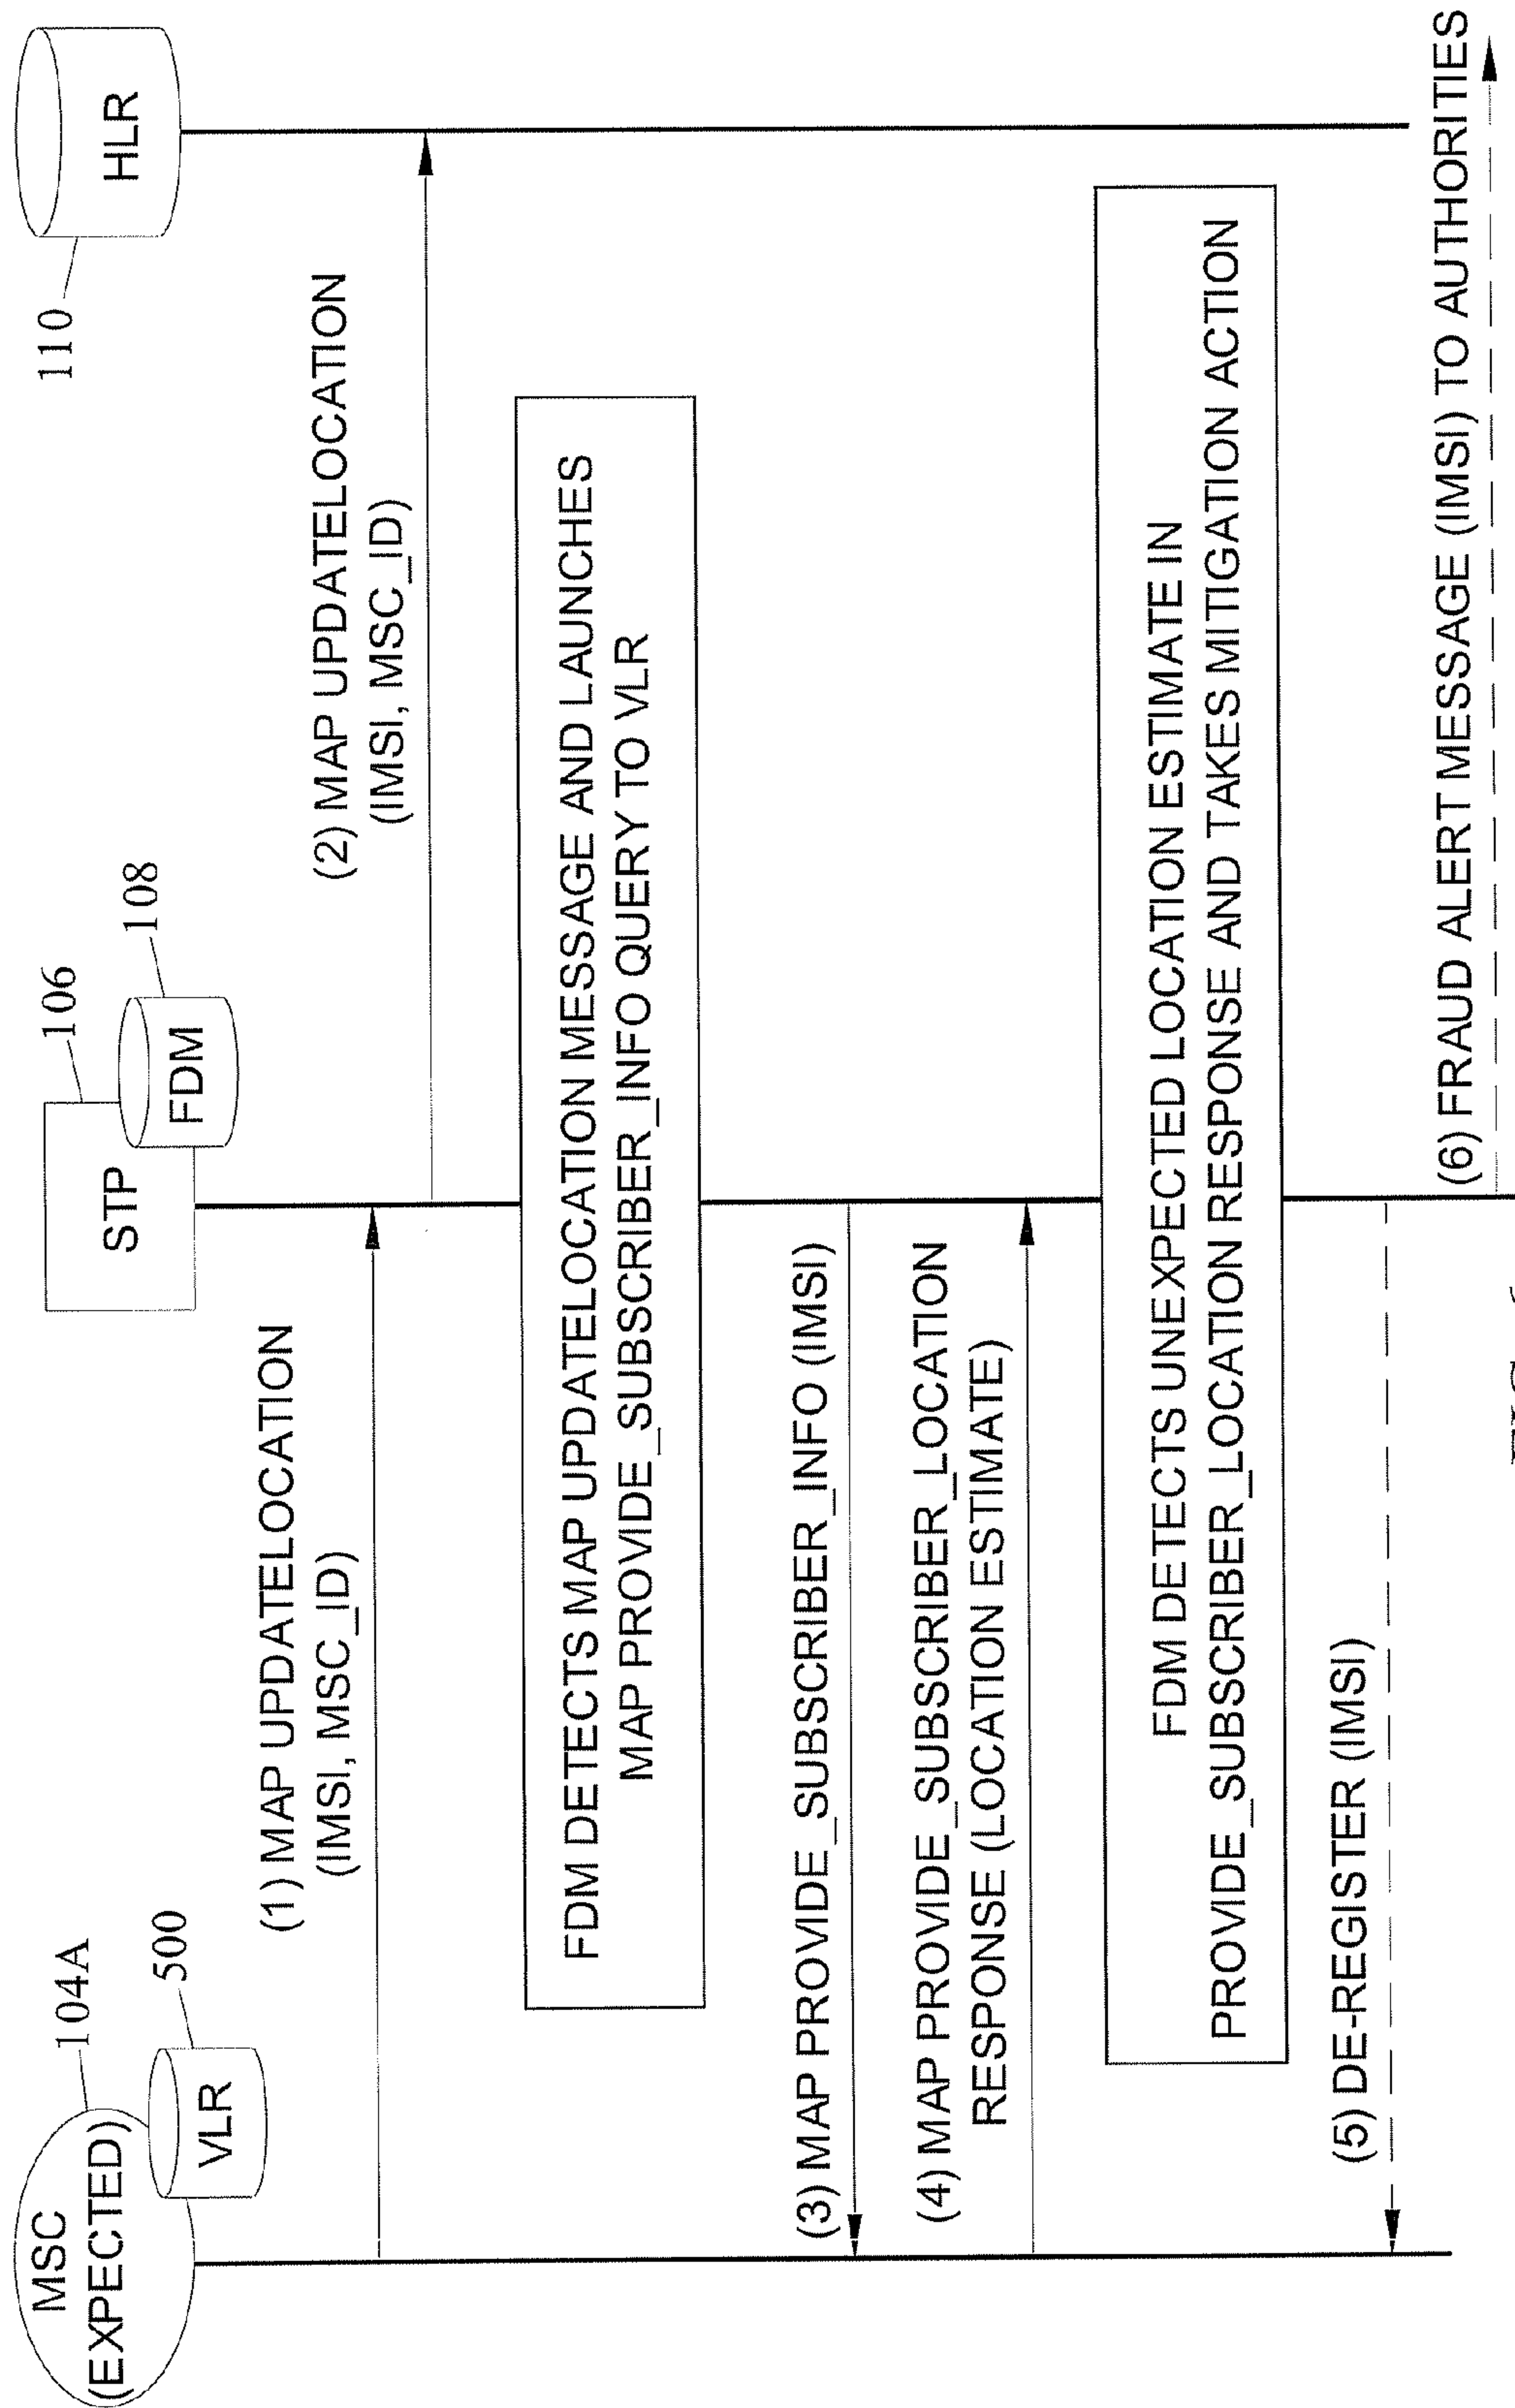 MSC
(EXPECTED)
104A
VLR
500
STP
106
FDM
108
HLR
110
(1) MAP UPDATELOCATION
(IMSI, MSC_ID)
(2) MAP UPDATELOCATION
(IMSI, MSC_ID)
FDM DETECTS MAP UPDATELOCATION MESSAGE AND LAUNCHES
MAP PROVIDE_SUBSCRIBER_INFO QUERY TO VLR
(3) MAP PROVIDE_SUBSCRIBER_INFO (IMSI)
(4) MAP PROVIDE_SUBSCRIBER_LOCATION
RESPONSE (LOCATION ESTIMATE)
FDM DETECTS UNEXPECTED LOCATION ESTIMATE IN
PROVIDE_SUBSCRIBER_LOCATION RESPONSE AND TAKES MITIGATION ACTION
(5) DE-REGISTER (IMSI)
(6) FRAUD ALERT MESSAGE (IMSI) TO AUTHORITIES